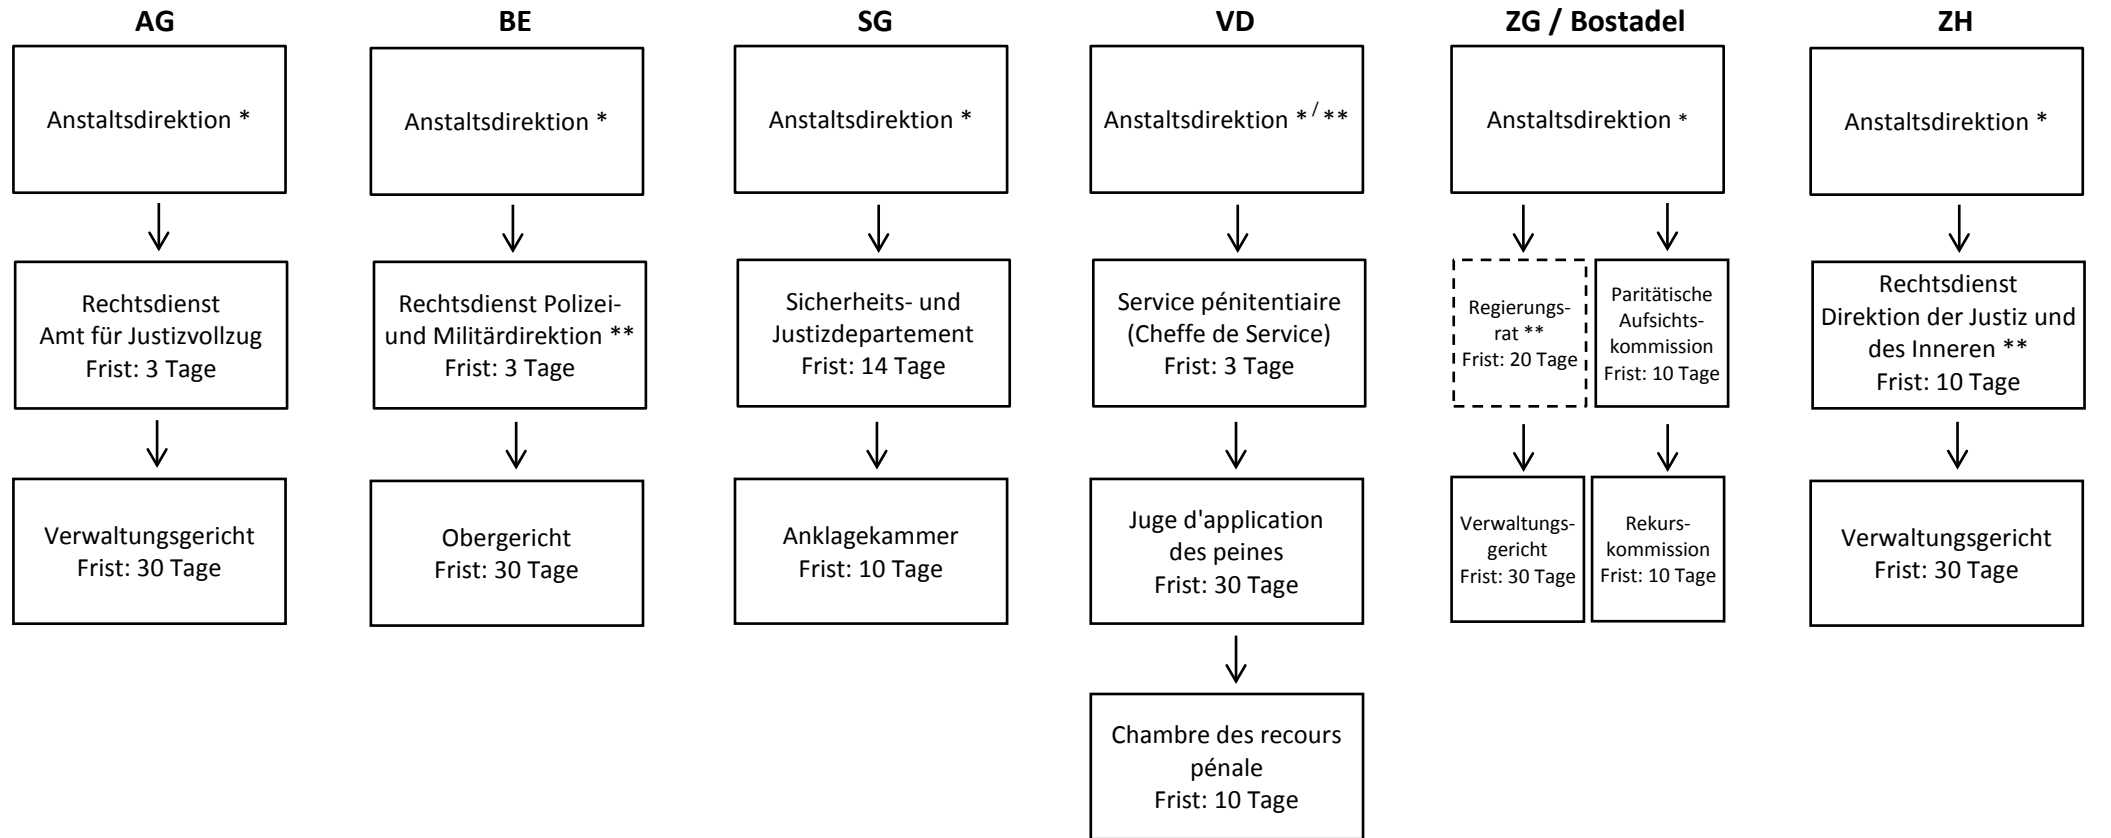 AG
Anstaltsdirektion *
Rechtsdienst
Amt für Justizvollzug
Frist: 3 Tage
Verwaltungsgericht
Frist: 30 Tage
BE
Anstaltsdirektion *
Rechtsdienst Polizei-
und Militärdirektion **
Frist: 3 Tage
Obergericht
Frist: 30 Tage
SG
Anstaltsdirektion *
Sicherheits- und
Justizdepartement
Frist: 14 Tage
Anklagekammer
Frist: 10 Tage
VD
Anstaltsdirektion * / **
Service pénitentiaire
(Cheffe de Service)
Frist: 3 Tage
Juge d'application
des peines
Frist: 30 Tage
Chambre des recours
pénale
Frist: 10 Tage
ZG / Bostadel
Anstaltsdirektion *
Regierungs-
rat **
Frist: 20 Tage
Verwaltungs-
gericht
Frist: 30 Tage
Paritätische
Aufsichts-
kommission
Frist: 10 Tage
Rekurs-
kommission
Frist: 10 Tage
ZH
Anstaltsdirektion *
Rechtsdienst
Direktion der Justiz und
des Inneren **
Frist: 10 Tage
Verwaltungsgericht
Frist: 30 Tage